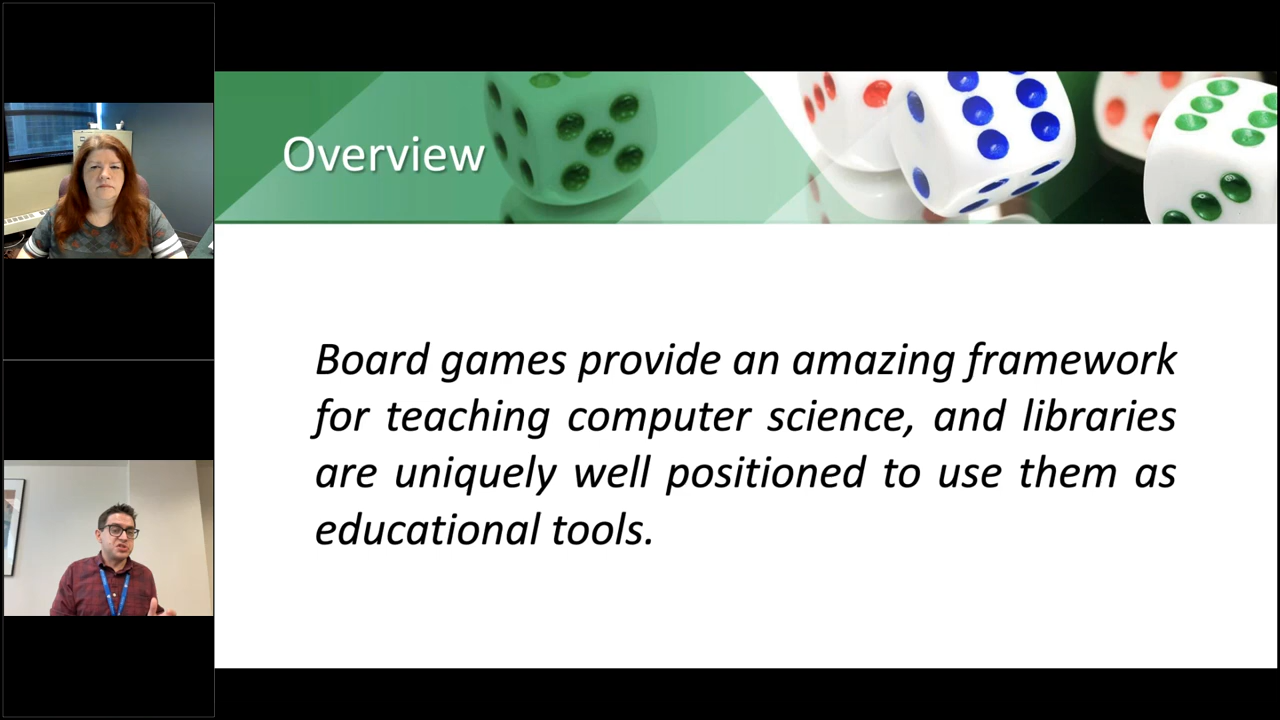 Overview
Board games provide an amazing framework
for teaching computer science, and libraries
are uniquely well positioned to use them as
educational tools.